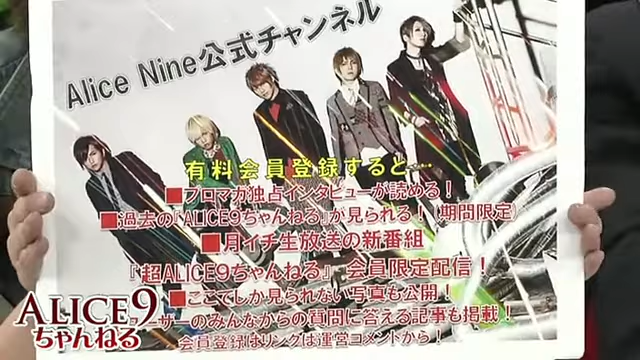 Alice Nine公式チャンネル
有料会員登録すると…
■ブロマガ独占インタビューが読める！
■過去の『ALICE9ちゃんねる』が見られる！（期間限定）
■月イチ生放送の新番組
『超ALICE9ちゃんねる』会員限定配信！
■ここでしか見られない写真も公開！
ーサーのみんなからの質問に答える記事も掲載！
会員登録はリンクは運営コメントから！
ALICE9
ちゃんねる